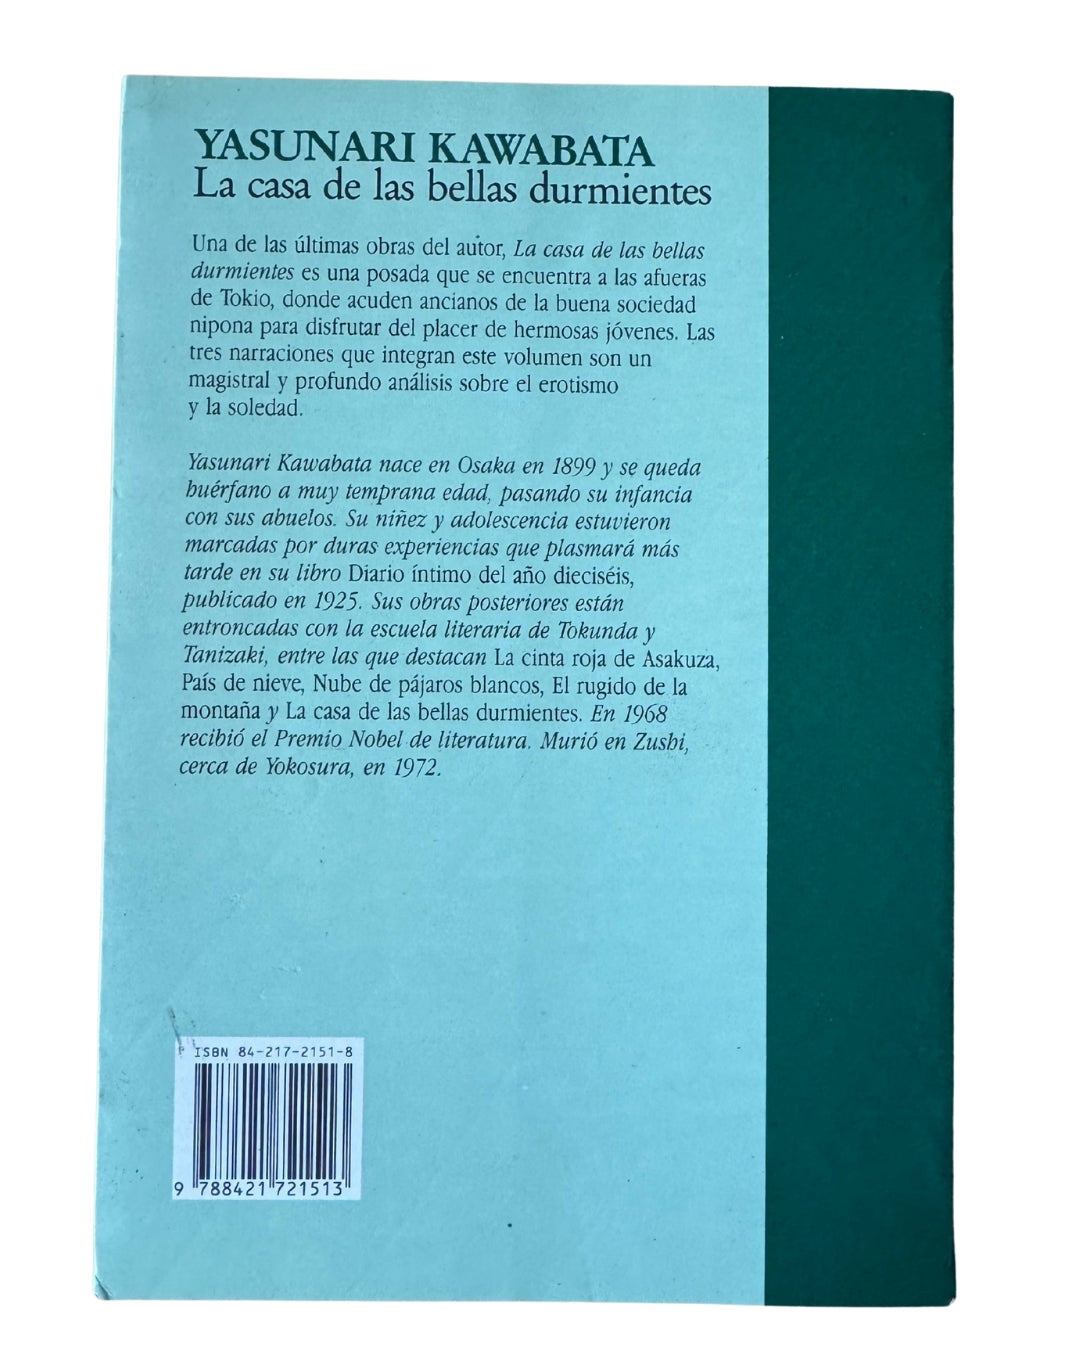 YASUNARI KAWABATA
La casa de las bellas durmientes
Una de las últimas obras del autor, La casa de las bellas
durmientes es una posada que se encuentra a las afueras
de Tokio, donde acuden ancianos de la buena sociedad
nipona para disfrutar del placer de hermosas jóvenes. Las
tres narraciones que integran este volumen son un
magistral y profundo análisis sobre el erotismo
y la soledad.
Yasunari Kawabata nace en Osaka en 1899 y se queda
huérfano a muy temprana edad, pasando su infancia
con sus abuelos. Su niñez y adolescencia estuvieron
marcadas por duras experiencias que plasmará más
tarde en su libro Diario íntimo del año dieciséis,
publicado en 1925. Sus obras posteriores están
entroncadas con la escuela literaria de Tokunda y
Tanizaki, entre las que destacan La cinta roja de Asakuza,
País de nieve, Nube de pájaros blancos, El rugido de la
montaña y La casa de las bellas durmientes. En 1968
recibió el Premio Nobel de literatura. Murió en Zushi,
cerca de Yokosura, en 1972.
ISBN 84-217-2151-8
9 788421 721513